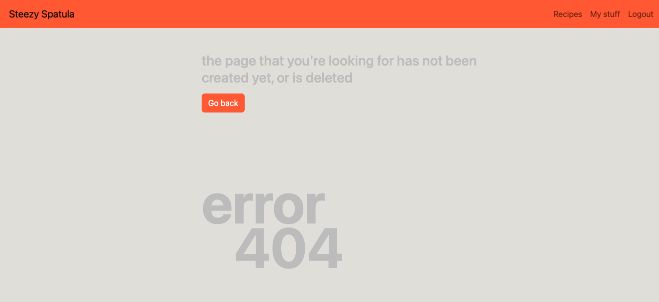 Steezy Spatula
Recipes My stuff Logout
the page that you're looking for has not been
created yet, or is deleted
Go back
error
404